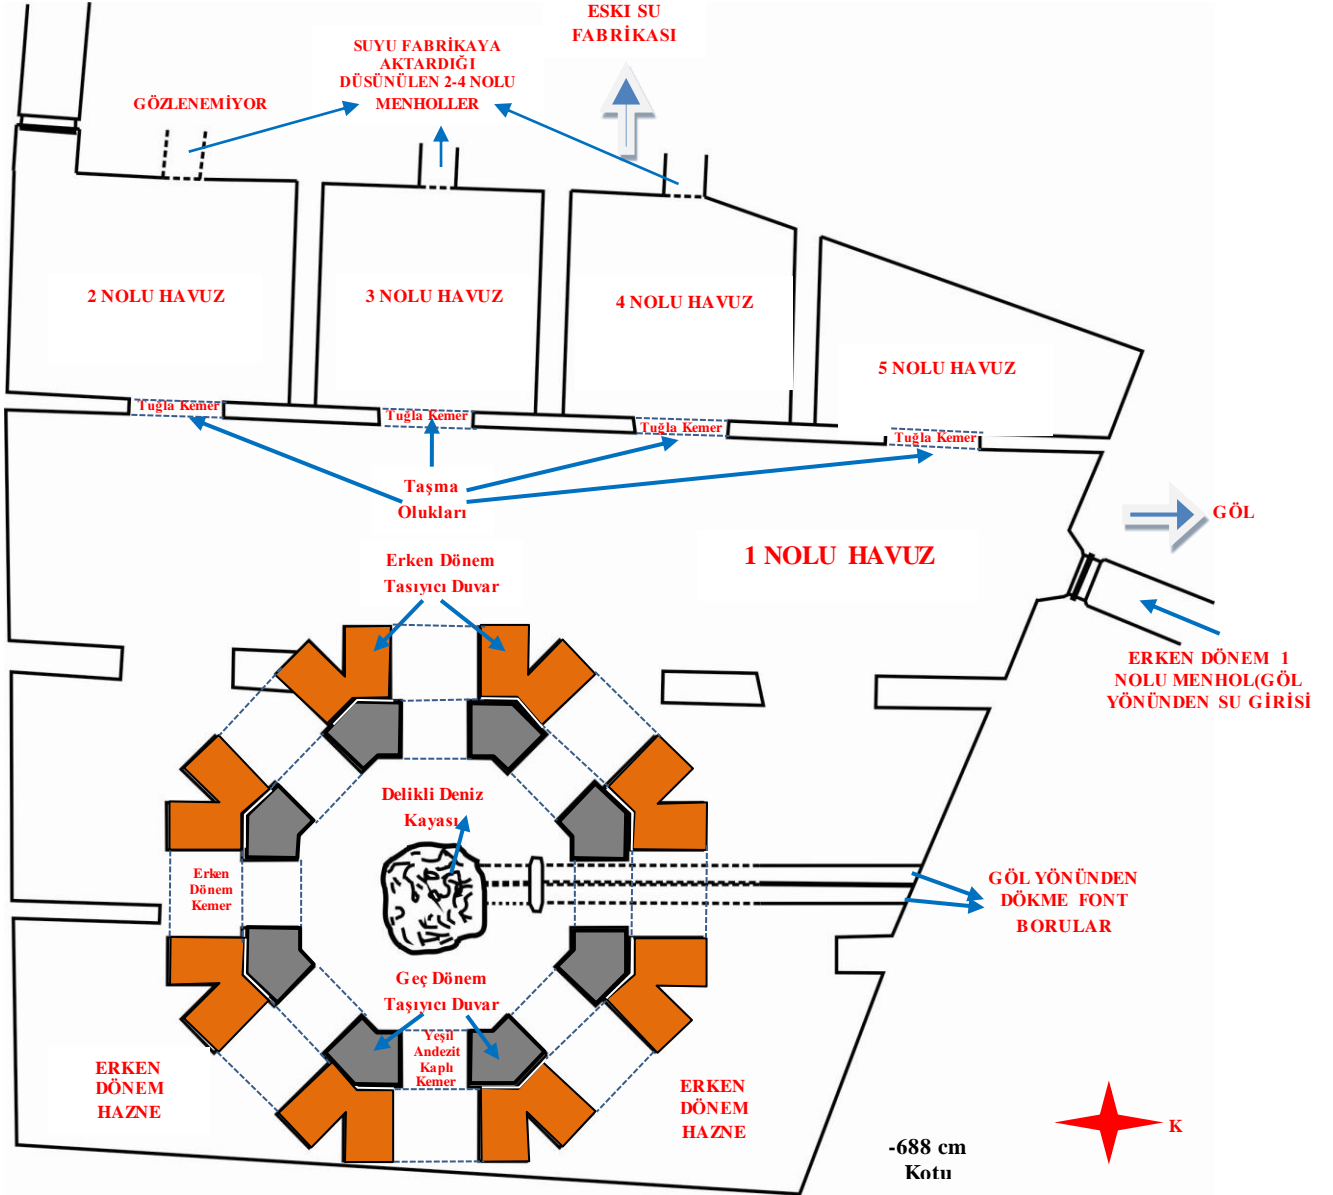 ESKI SU
FABRİKASI
SUYU FABRİKAYA
AKTARDIĞI
DÜSÜNÜLEN 2-4 NOLU
MENHOLLER
GÖZLENEMİYOR
2 NOLU HAVUZ
3 NOLU HAVUZ
4 NOLU HAVUZ
5 NOLU HAVUZ
Tuğla Kemer
Tuğla Kemer
Tuğla Kemer
Tuğla Kemer
Taşma
Olukları
GÖL
1 NOLU HAVUZ
Erken Dönem
Tasıyıcı Duvar
ERKEN DÖNEM 1
NOLU MENHOL(GÖL
YÖNÜNDEN SU GİRİSİ
Delikli Deniz
Kayası
Erken
Dönem
Kemer
GÖL YÖNÜNDEN
DÖKME FONT
BORULAR
Geç Dönem
Taşıyıcı Duvar
Yeşil
Andezit
Kaplı
Kemer
ERKEN
DÖNEM
HAZNE
ERKEN
DÖNEM
HAZNE
K
-688 cm
Kotu